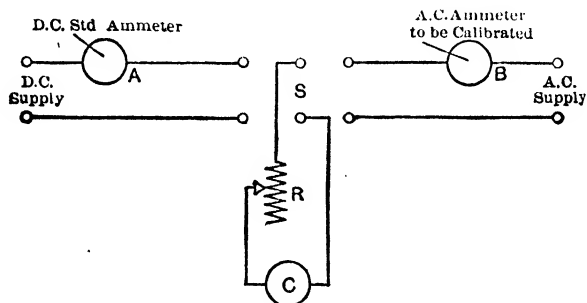 D.C. Std Ammeter
A
D.C.
Supply
S
A.C. Ammeter
to be Calibrated
B
A.C.
Supply
R
C